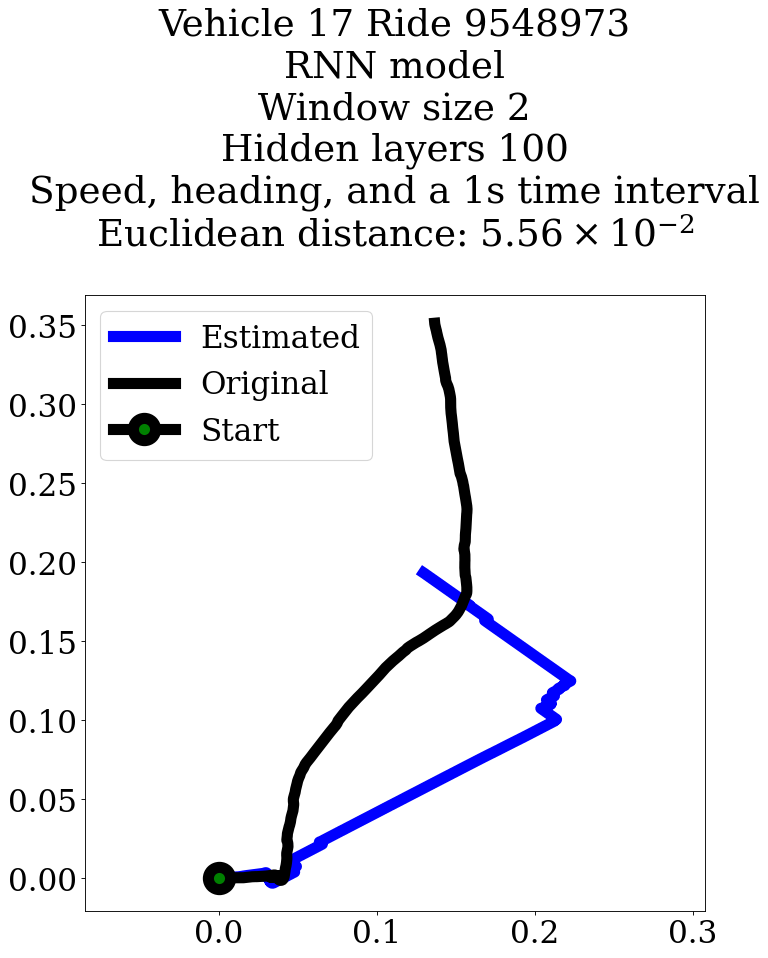 Vehicle 17 Ride 9548973
RNN model
Window size 2
Hidden layers 100
Speed, heading, and a 1s time interval
Euclidean distance: 5.56 × 10⁻²
Estimated
Original
Start
0.35
0.30
0.25
0.20
0.15
0.10
0.05
0.00
0.0 0.1 0.2 0.3